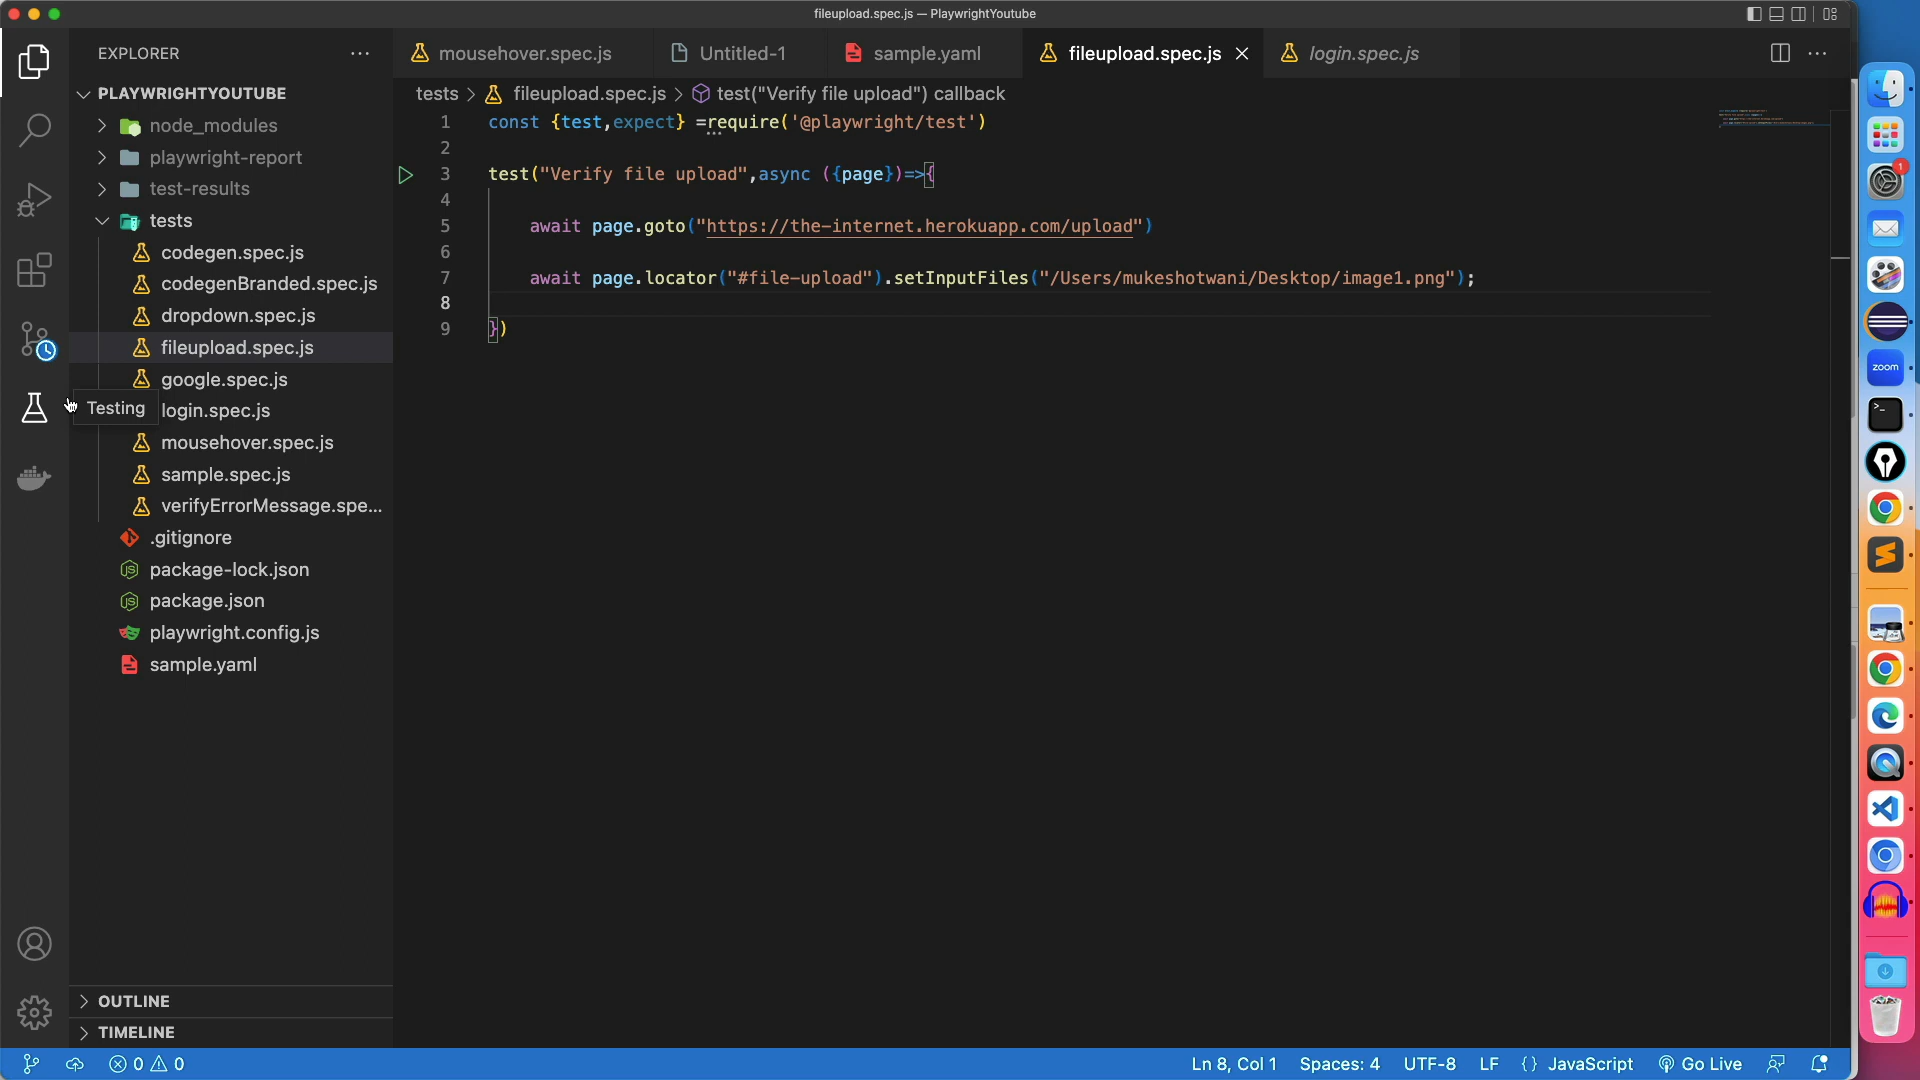 fileupload.spec.js — PlaywrightYoutube
EXPLORER
mousehover.spec.js
Untitled-1
sample.yaml
fileupload.spec.js
login.spec.js
PLAYWRIGHTYOUTUBE
tests > fileupload.spec.js > test("Verify file upload") callback
node_modules
playwright-report
test-results
tests
codegen.spec.js
codegenBranded.spec.js
dropdown.spec.js
fileupload.spec.js
google.spec.js
Testing
login.spec.js
mousehover.spec.js
sample.spec.js
verifyErrorMessage.spe...
.gitignore
package-lock.json
package.json
playwright.config.js
sample.yaml
1 const {test,expect} =require('@playwright/test')
2
3 test("Verify file upload",async ({page})=>{
4
5 await page.goto("https://the-internet.herokuapp.com/upload")
6
7 await page.locator("#file-upload").setInputFiles("/Users/mukeshotwani/Desktop/image1.png");
8
9 })
1
zoom
OUTLINE
TIMELINE
0 0
Ln 8, Col 1
Spaces: 4
UTF-8
LF
{} JavaScript
Go Live